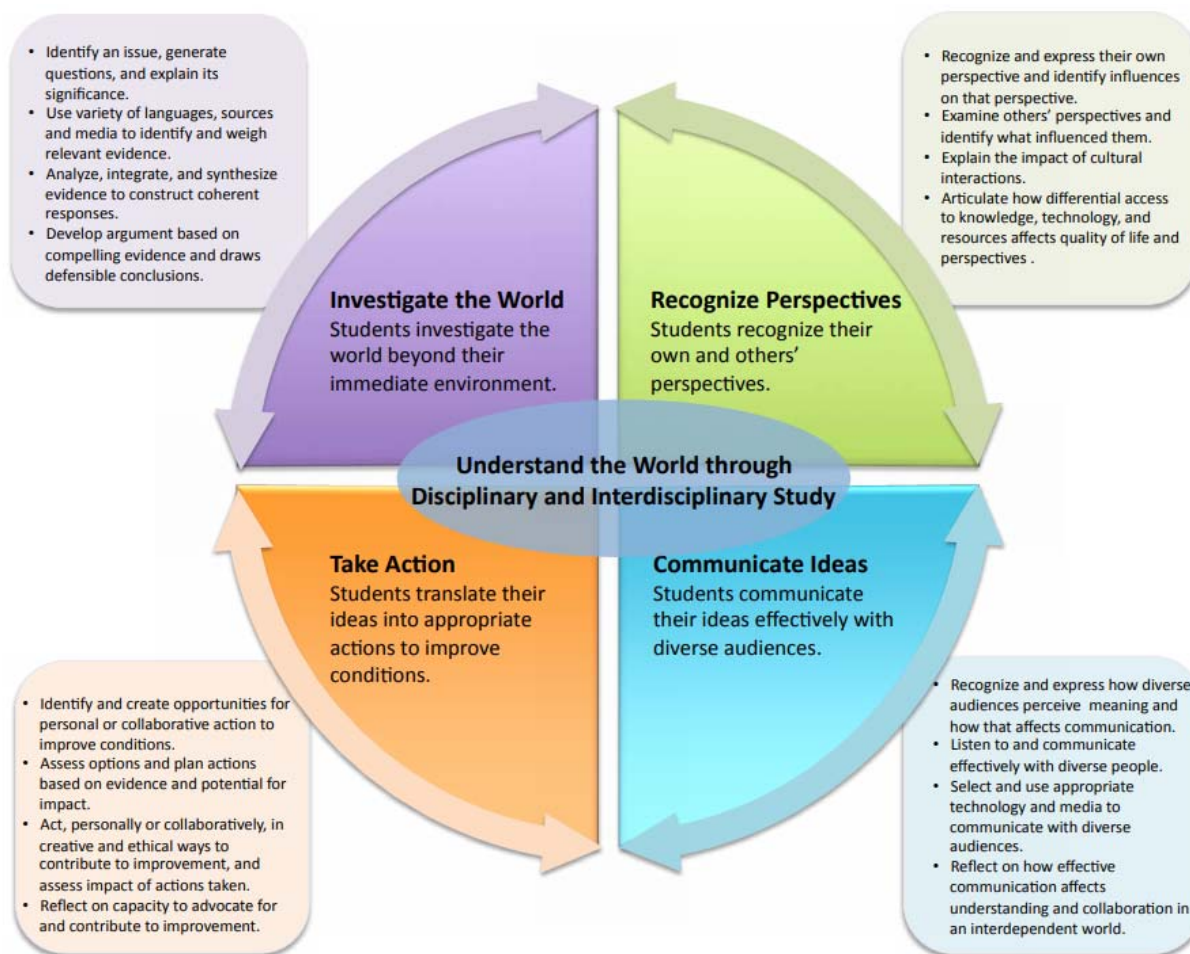 • Identify an issue, generate
questions, and explain its
significance.
• Use variety of languages, sources
and media to identify and weigh
relevant evidence.
• Analyze, integrate, and synthesize
evidence to construct coherent
responses.
• Develop argument based on
compelling evidence and draws
defensible conclusions.
• Recognize and express their own
perspective and identify influences
on that perspective.
• Examine others’ perspectives and
identify what influenced them.
• Explain the impact of cultural
interactions.
• Articulate how differential access
to knowledge, technology, and
resources affects quality of life and
perspectives .
Investigate the World
Students investigate the
world beyond their
immediate environment.
Recognize Perspectives
Students recognize their
own and others’
perspectives.
Understand the World through
Disciplinary and Interdisciplinary Study
Take Action
Students translate their
ideas into appropriate
actions to improve
conditions.
Communicate Ideas
Students communicate
their ideas effectively with
diverse audiences.
• Identify and create opportunities for
personal or collaborative action to
improve conditions.
• Assess options and plan actions
based on evidence and potential for
impact.
• Act, personally or collaboratively, in
creative and ethical ways to
contribute to improvement, and
assess impact of actions taken.
• Reflect on capacity to advocate for
and contribute to improvement.
• Recognize and express how diverse
audiences perceive meaning and
how that affects communication.
• Listen to and communicate
effectively with diverse people.
• Select and use appropriate
technology and media to
communicate with diverse
audiences.
• Reflect on how effective
communication affects
understanding and collaboration in
an interdependent world.